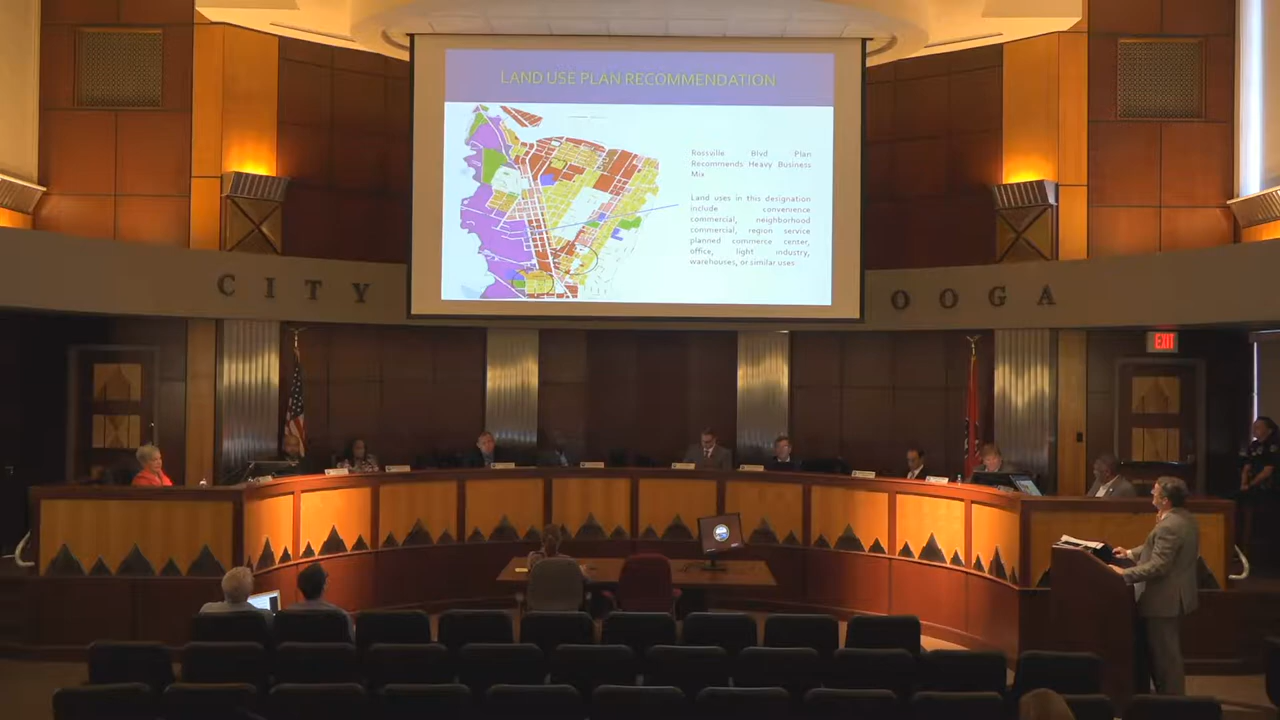 LAND USE PLAN RECOMMENDATION
Rossville Blvd Plan
Recommends Heavy Business
Mix
Land uses in this designation
include convenience
commercial, neighborhood
commercial, region service
planned commerce center,
office, light industry,
warehouses, or similar uses
CITY
OOGA
EXIT